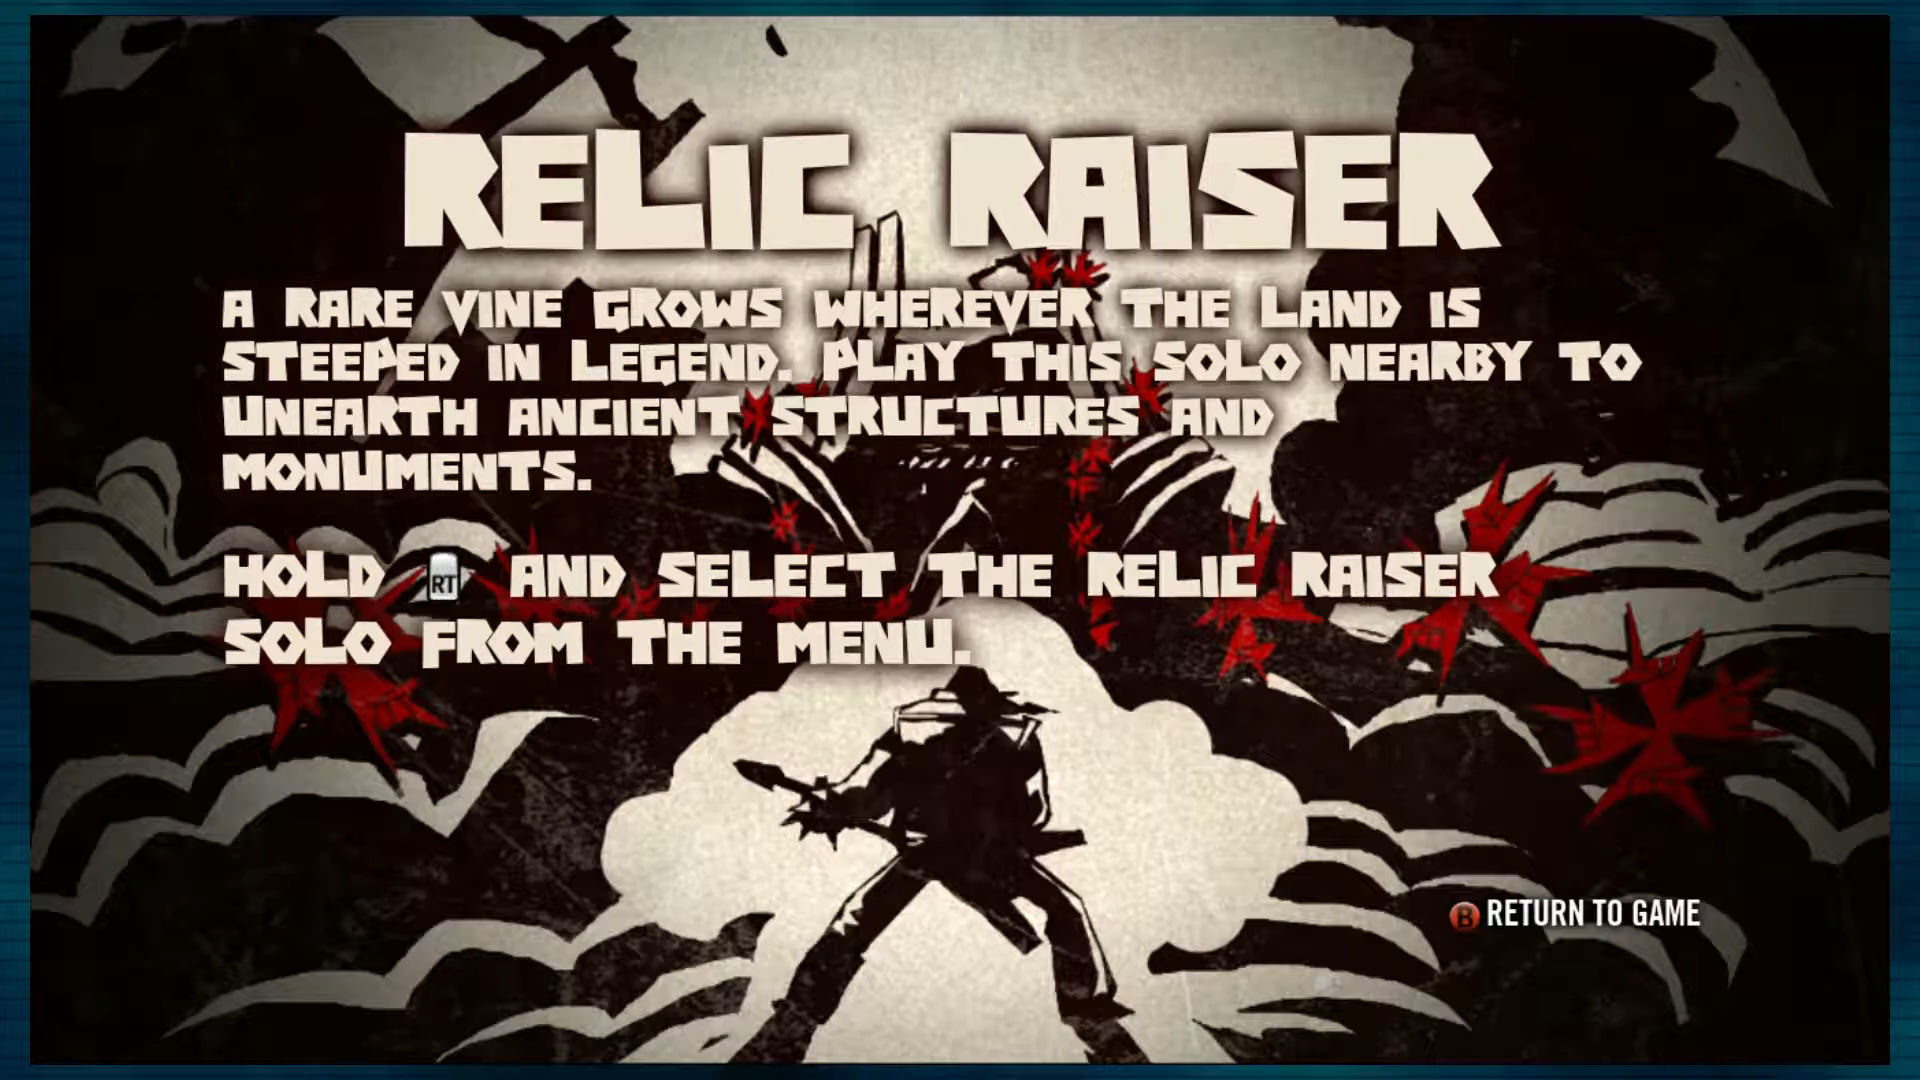 RELIC RAISER
A RARE VINE GROWS WHEREVER THE LAND IS
STEEPED IN LEGEND. PLAY THIS SOLO NEARBY TO
UNEARTH ANCIENT STRUCTURES AND
MONUMENTS.
HOLD RT AND SELECT THE RELIC RAISER
SOLO FROM THE MENU.
B RETURN TO GAME